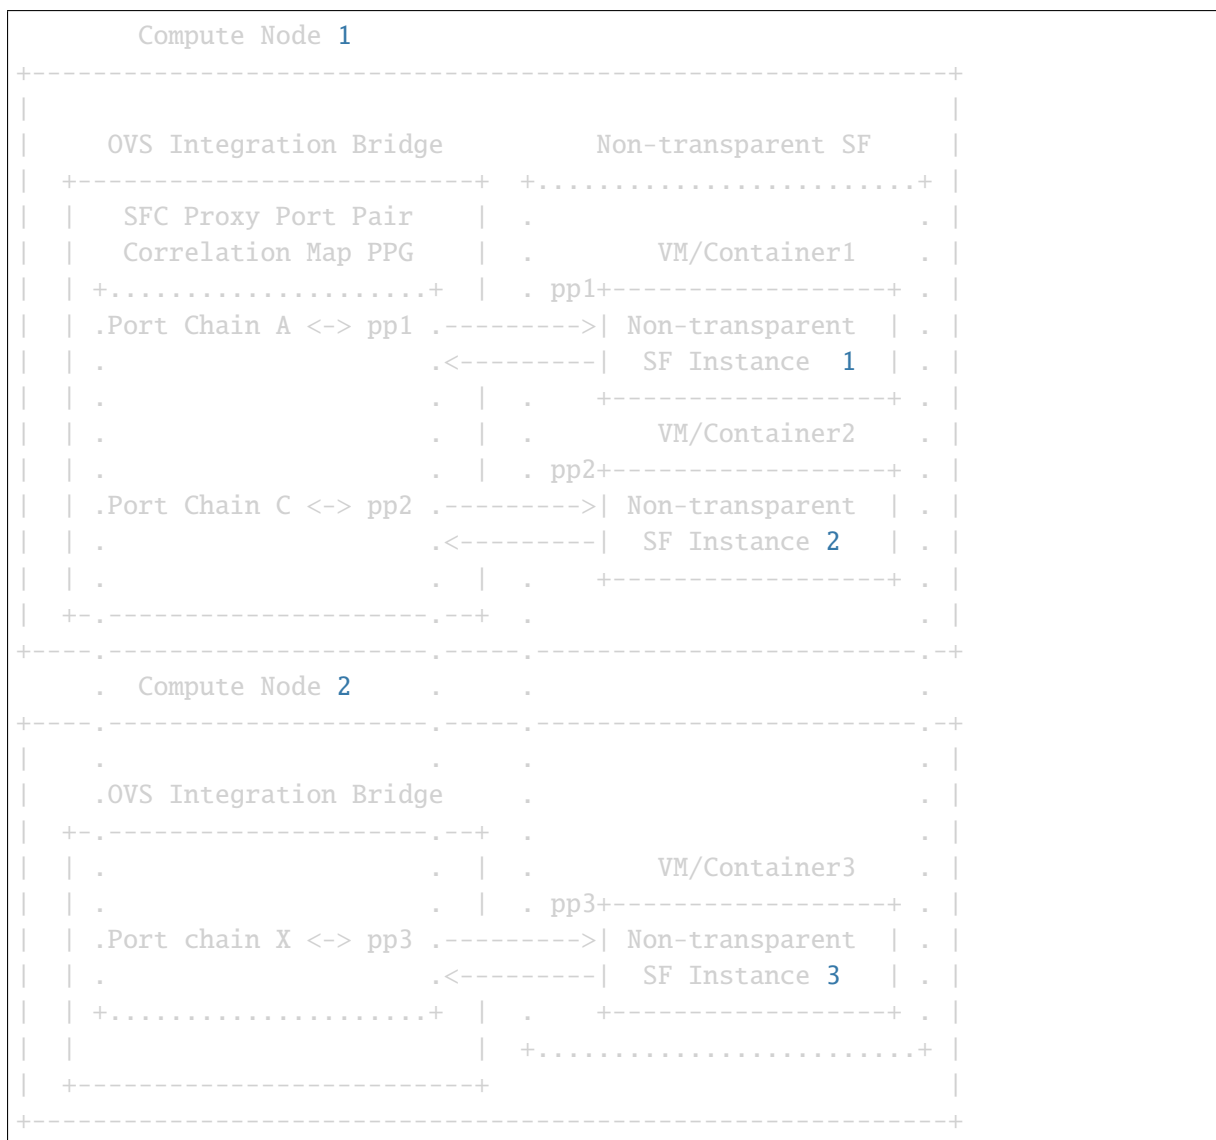 Compute Node 1
+------------------------------------------------------------+
|                                                            |
|     OVS Integration Bridge          Non-transparent SF     |
|  +--------------------------+  +.........................+ |
|  |   SFC Proxy Port Pair    |  .                         . |
|  |   Correlation Map PPG    |  .        VM/Container1    . |
|  | +.....................+  |  . pp1+------------------+ . |
|  | .Port Chain A <-> pp1 .--------->| Non-transparent  | . |
|  | .                     .<---------|  SF Instance  1  | . |
|  | .                     .  |  .    +------------------+ . |
|  | .                     .  |  .        VM/Container2    . |
|  | .                     .  |  . pp2+------------------+ . |
|  | .Port Chain C <-> pp2 .--------->| Non-transparent  | . |
|  | .                     .<---------|  SF Instance 2   | . |
|  | .                     .  |  .    +------------------+ . |
|  +-.---------------------.--+  .                         . |
+----.---------------------.-----.-------------------------.-+
     .  Compute Node 2     .     .                         .
+----.---------------------.-----.-------------------------.-+
|    .                     .     .                         . |
|    .OVS Integration Bridge     .                         . |
|  +-.---------------------.--+  .                         . |
|  | .                     .  |  .        VM/Container3    . |
|  | .                     .  |  . pp3+------------------+ . |
|  | .Port chain X <-> pp3 .--------->| Non-transparent  | . |
|  | .                     .<---------|  SF Instance 3   | . |
|  | +.....................+  |  .    +------------------+ . |
|  |                          |  +.........................+ |
|  +--------------------------+                              |
+------------------------------------------------------------+